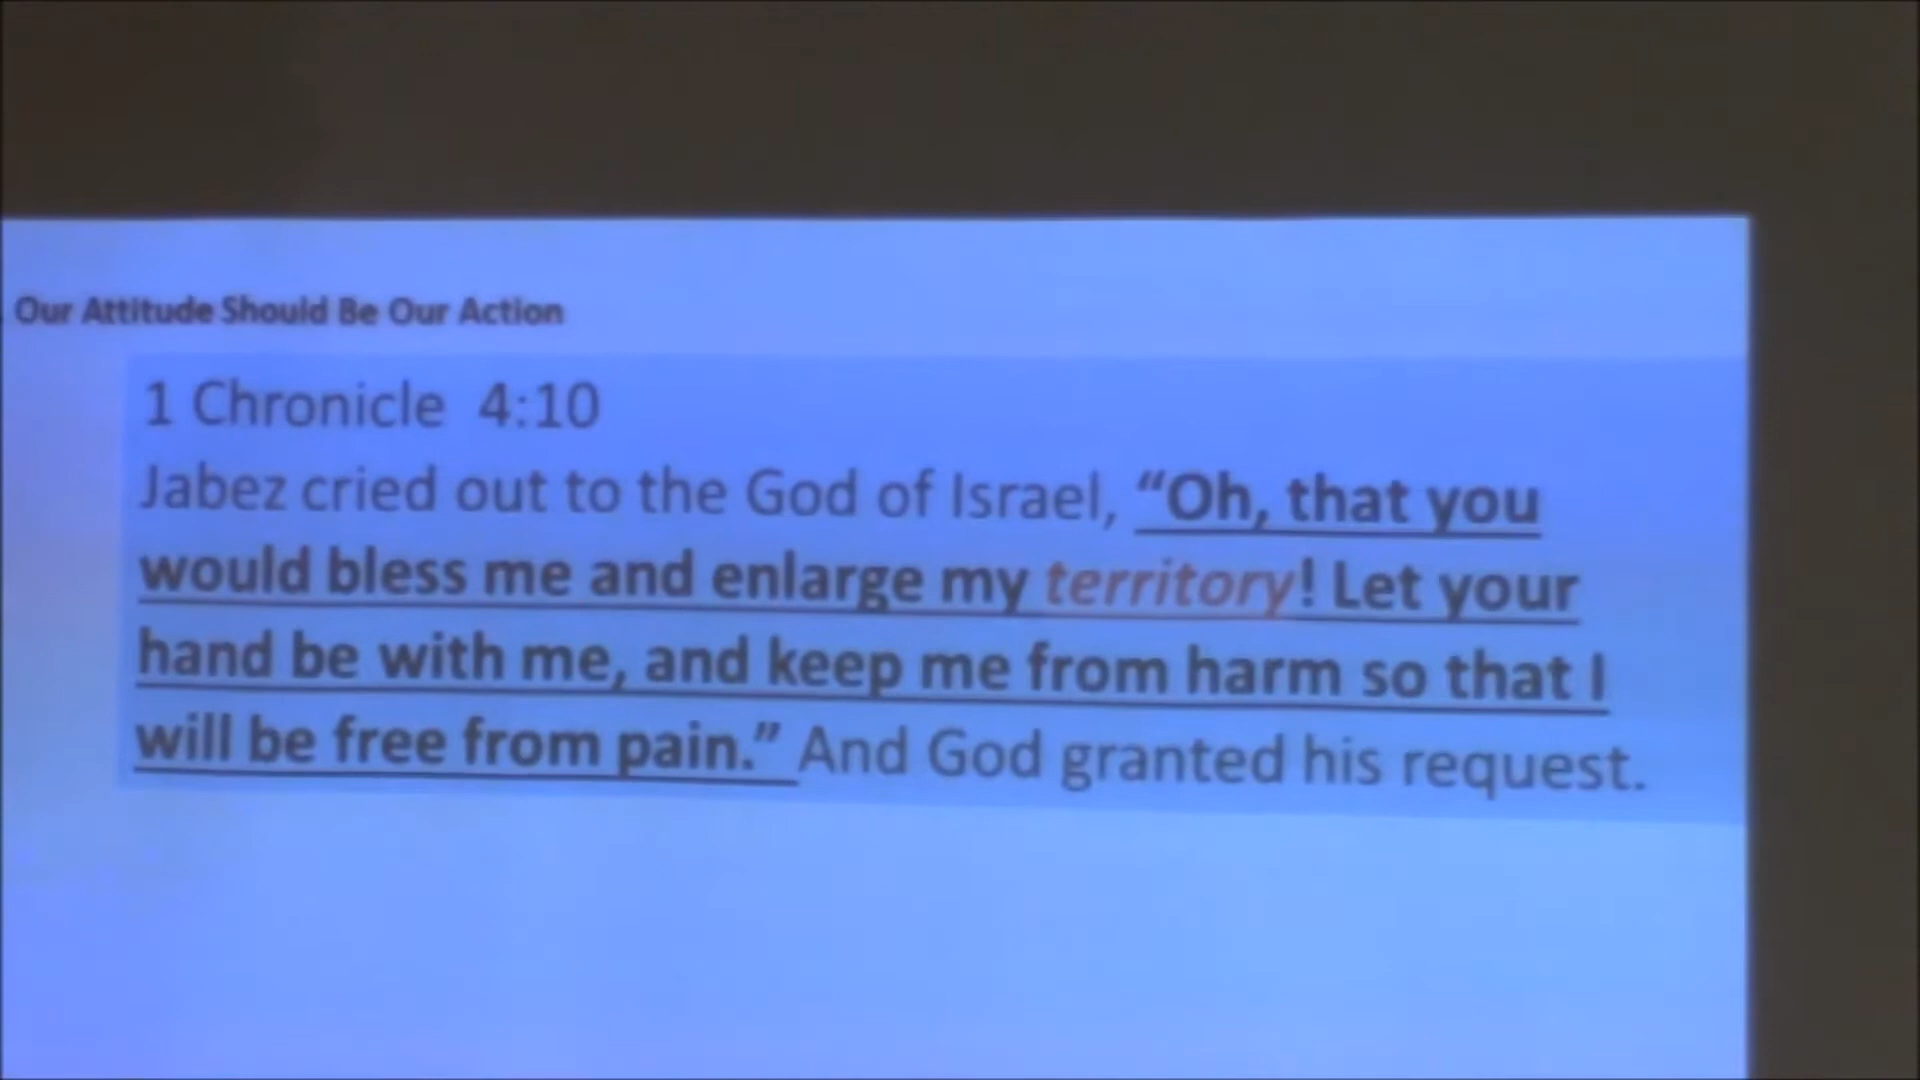 Our Attitude Should Be Our Action
1 Chronicle 4:10
Jabez cried out to the God of Israel, “Oh, that you
would bless me and enlarge my territory! Let your
hand be with me, and keep me from harm so that I
will be free from pain.” And God granted his request.